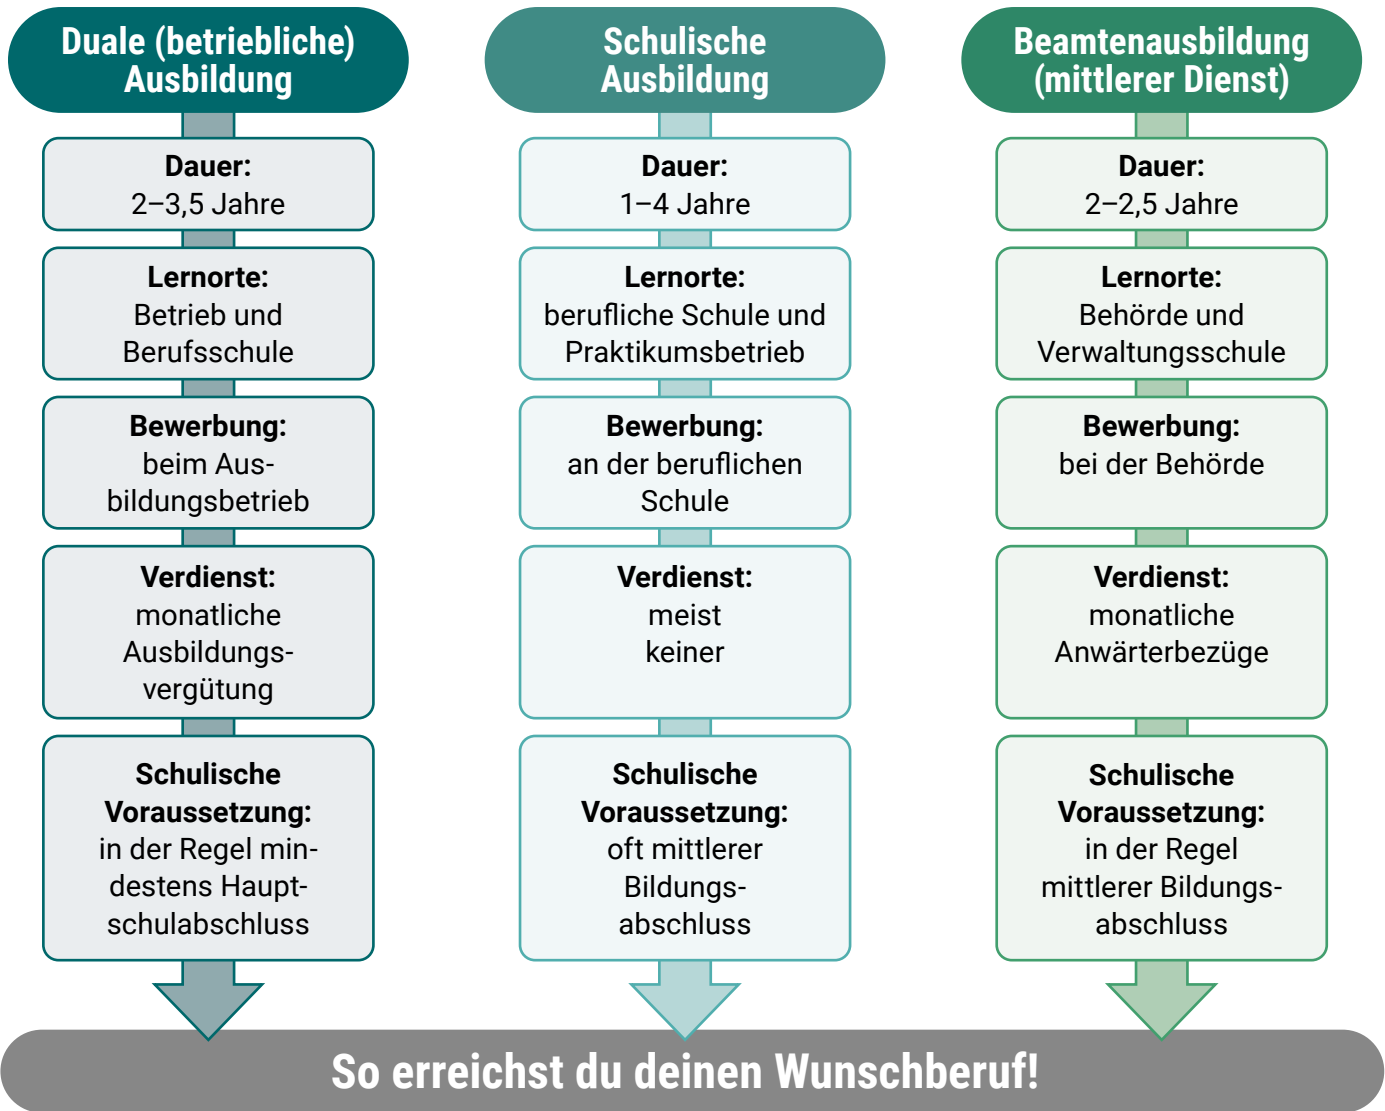 Duale (betriebliche)
Ausbildung
Dauer:
2–3,5 Jahre
Lernorte:
Betrieb und
Berufsschule
Bewerbung:
beim Aus-
bildungsbetrieb
Verdienst:
monatliche
Ausbildungs-
vergütung
Schulische
Voraussetzung:
in der Regel min-
destens Haupt-
schulabschluss
Schulische
Ausbildung
Dauer:
1–4 Jahre
Lernorte:
berufliche Schule und
Praktikumsbetrieb
Bewerbung:
an der beruflichen
Schule
Verdienst:
meist
keiner
Schulische
Voraussetzung:
oft mittlerer
Bildungs-
abschluss
Beamtenausbildung
(mittlerer Dienst)
Dauer:
2–2,5 Jahre
Lernorte:
Behörde und
Verwaltungsschule
Bewerbung:
bei der Behörde
Verdienst:
monatliche
Anwärterbezüge
Schulische
Voraussetzung:
in der Regel
mittlerer Bildungs-
abschluss
So erreichst du deinen Wunschberuf!